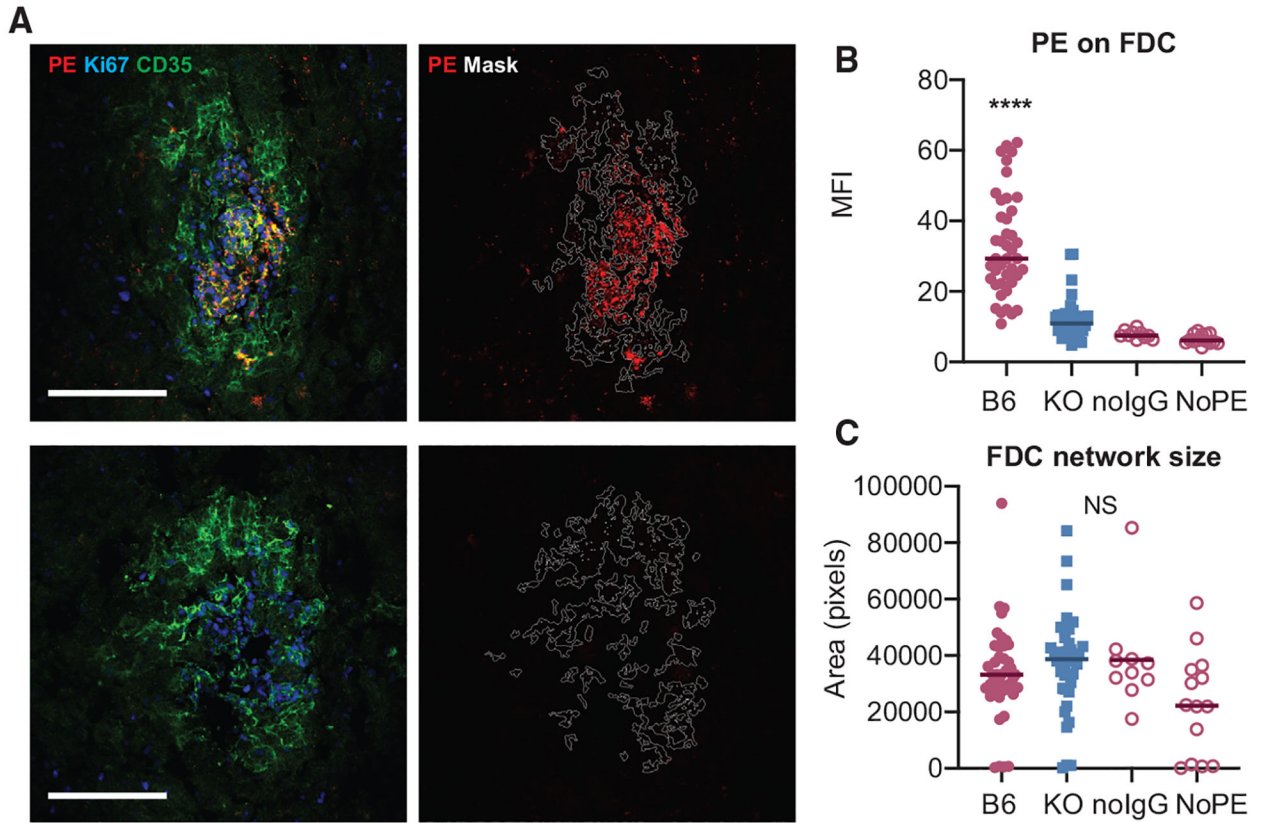 A
PE Ki67 CD35
PE Mask
B
PE on FDC
MFI
80
60
40
20
0
****
B6 KO noIgG NoPE
C
FDC network size
Area (pixels)
100000
80000
60000
40000
20000
0
NS
B6 KO noIgG NoPE